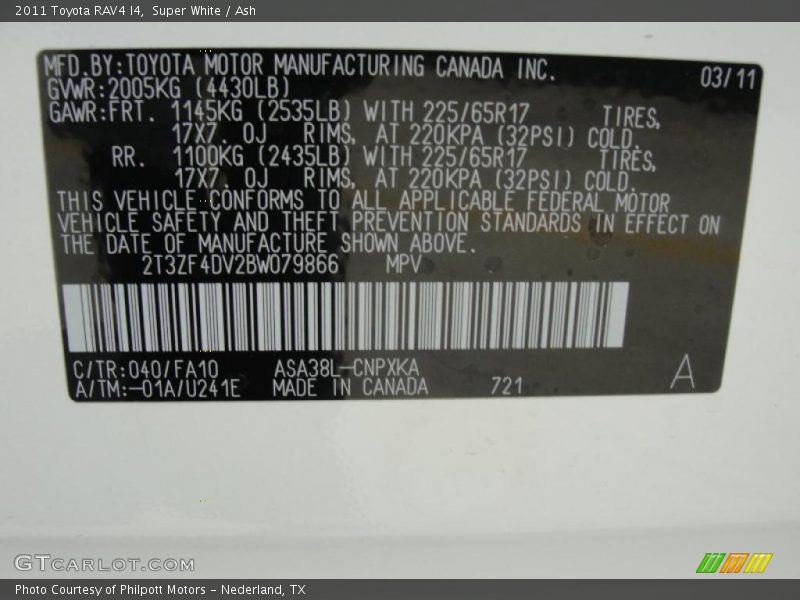 2011 Toyota RAV4 I4, Super White / Ash
MFD.BY:TOYOTA MOTOR MANUFACTURING CANADA INC. 03/11
GVWR:2005KG (4430LB)
GAWR:FRT. 1145KG (2535LB) WITH 225/65R17 TIRES,
17X7. 0J RIMS, AT 220KPA (32PSI) COLD.
RR. 1100KG (2435LB) WITH 225/65R17 TIRES,
17X7. 0J RIMS, AT 220KPA (32PSI) COLD.
THIS VEHICLE CONFORMS TO ALL APPLICABLE FEDERAL MOTOR
VEHICLE SAFETY AND THEFT PREVENTION STANDARDS IN EFFECT ON
THE DATE OF MANUFACTURE SHOWN ABOVE.
2T3ZF4DV2BW079866 MPV
C/TR:040/FA10 ASA38L-CNPXKA
A/TM:-01A/U241E MADE IN CANADA 721 A
GTCARLOT.COM
Photo Courtesy of Philpott Motors - Nederland, TX